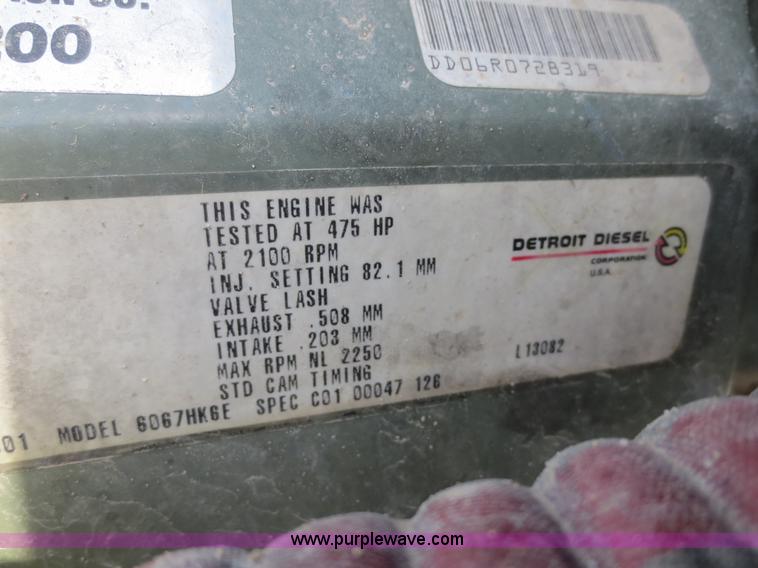 CO.
200
DD06R0728319
THIS ENGINE WAS
TESTED AT 475 HP
AT 2100 RPM
INJ. SETTING 82.1 MM
VALVE LASH
EXHAUST .508 MM
INTAKE .203 MM
MAX RPM NL 2250
STD CAM TIMING
01 MODEL 6067HK6E SPEC C01 00047 126
DETROIT DIESEL
CORPORATION
U.S.A.
L13082
www.purplewave.com